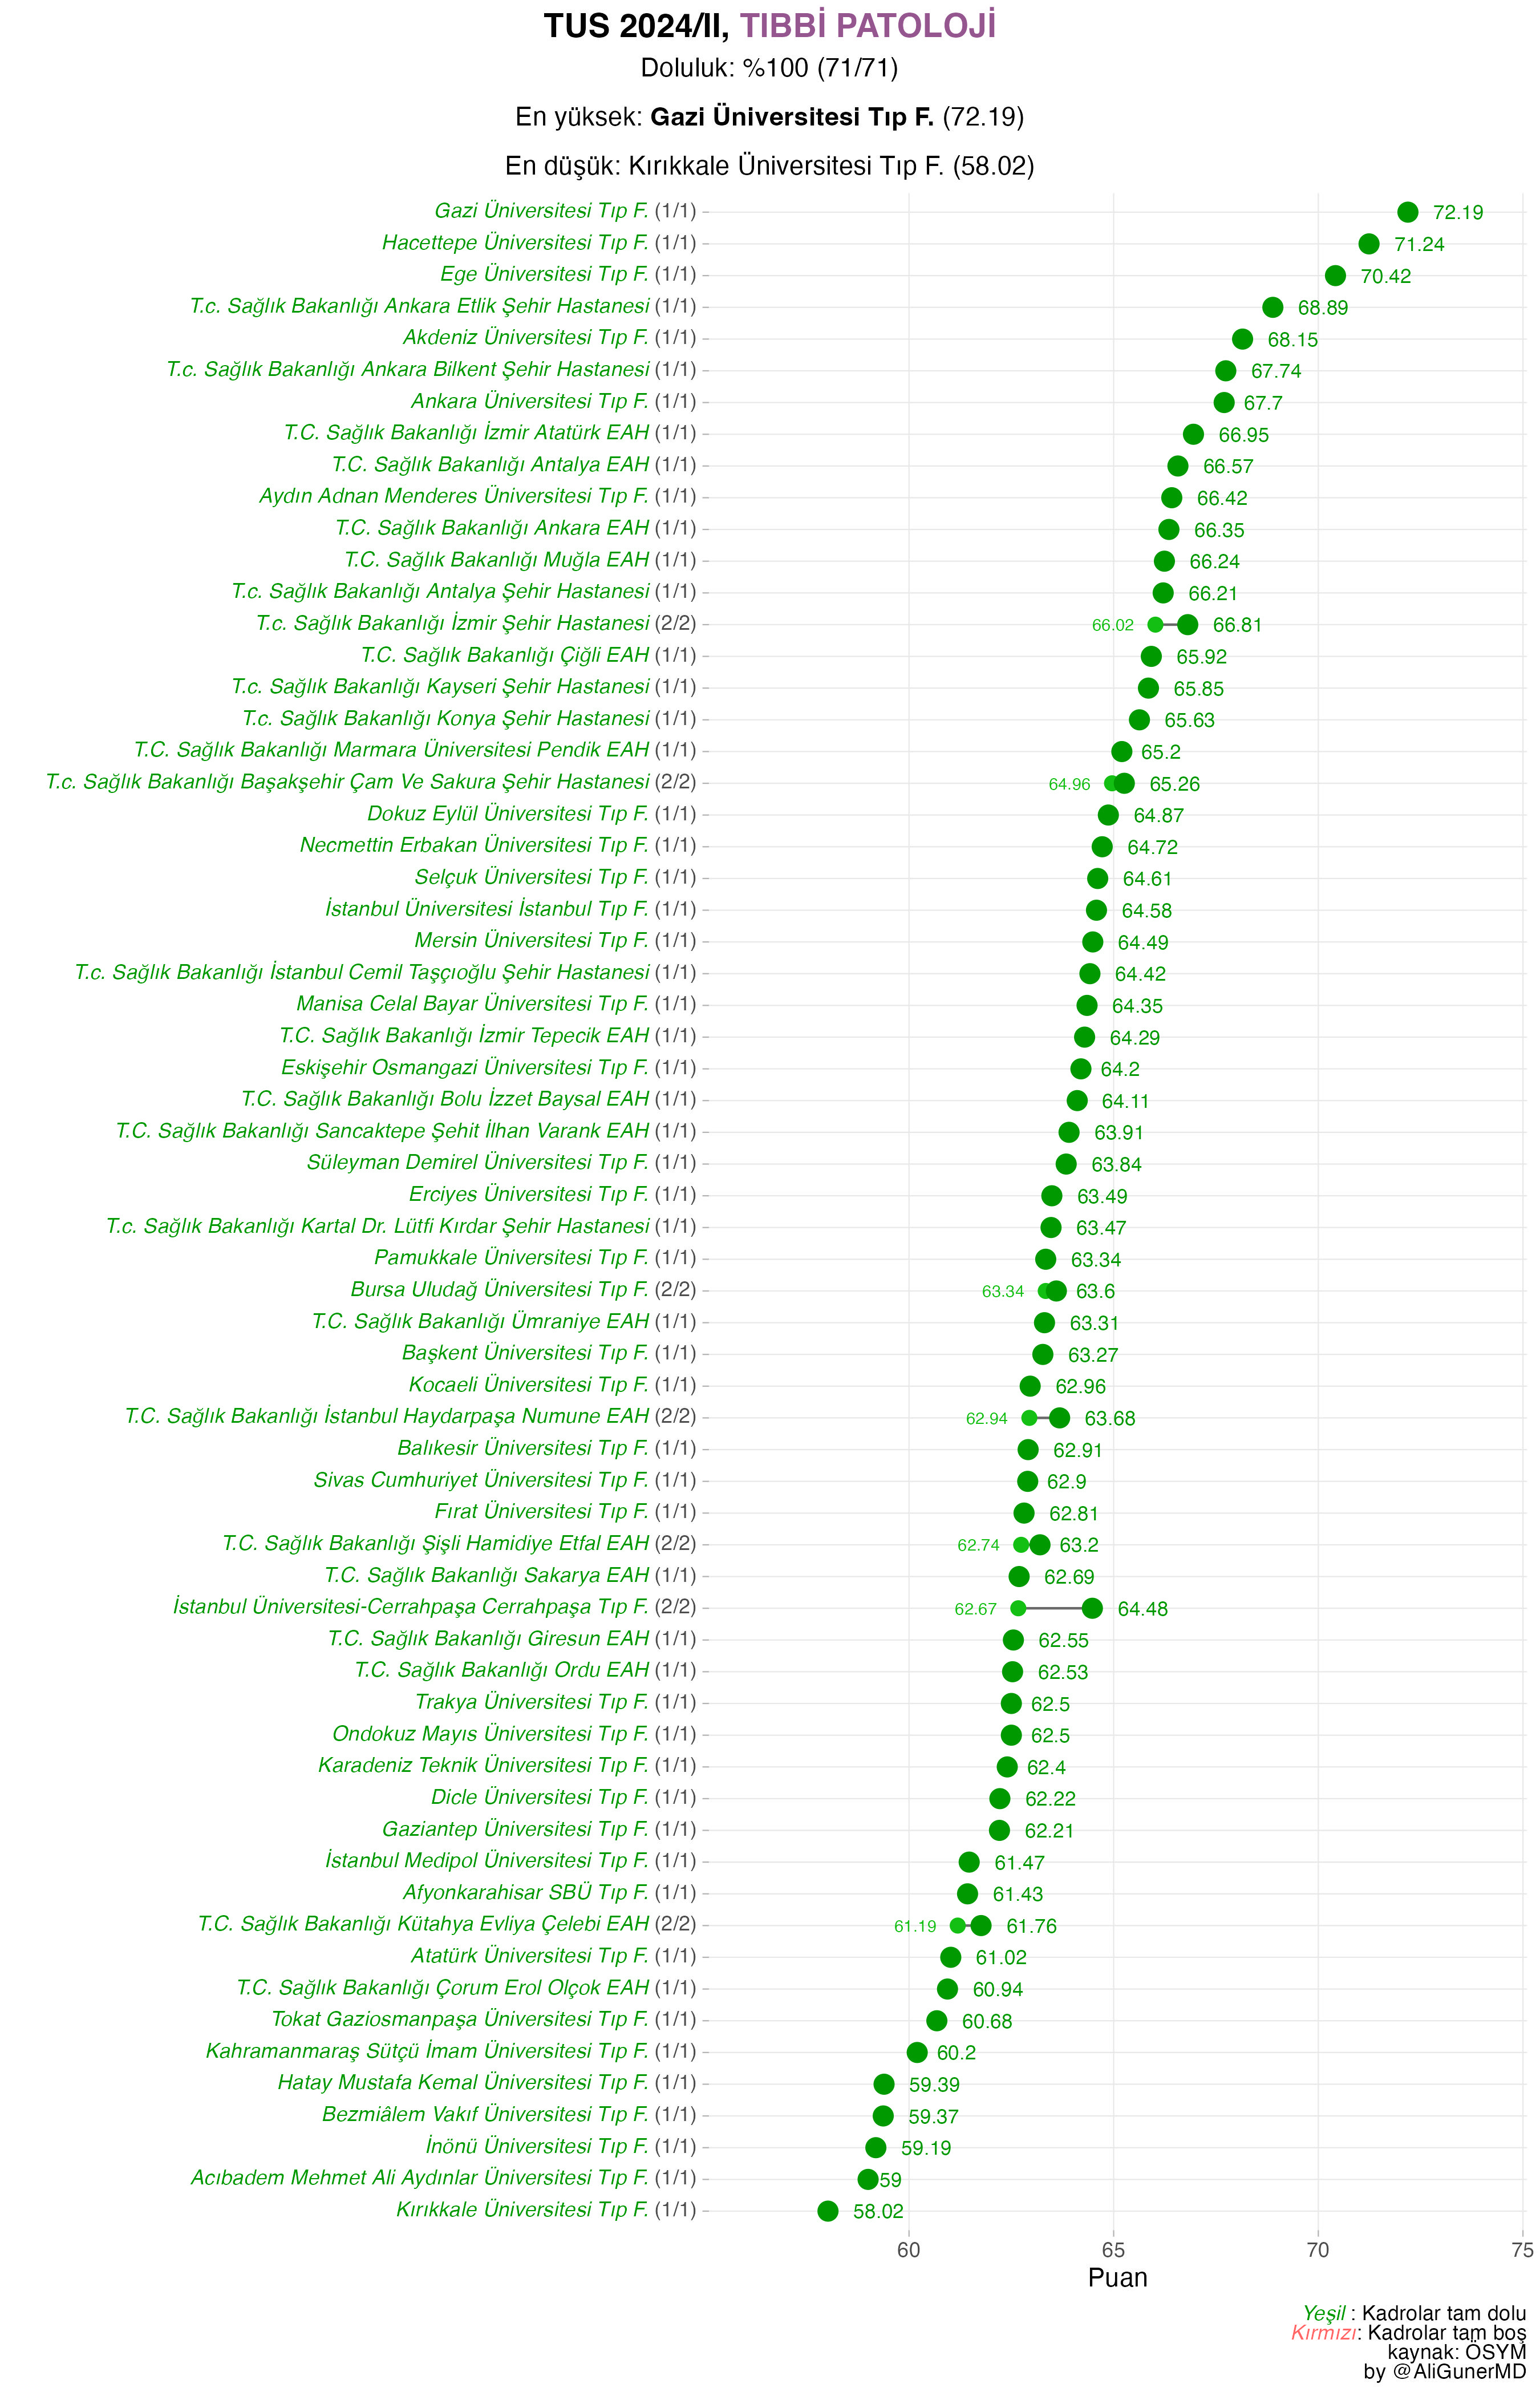 TUS 2024/II, TIBBİ PATOLOJİ
Doluluk: %100 (71/71)
En yüksek: Gazi Üniversitesi Tıp F. (72.19)
En düşük: Kırıkkale Üniversitesi Tıp F. (58.02)
Gazi Üniversitesi Tıp F. (1/1) 72.19
Hacettepe Üniversitesi Tıp F. (1/1) 71.24
Ege Üniversitesi Tıp F. (1/1) 70.42
T.c. Sağlık Bakanlığı Ankara Etlik Şehir Hastanesi (1/1) 68.89
Akdeniz Üniversitesi Tıp F. (1/1) 68.15
T.c. Sağlık Bakanlığı Ankara Bilkent Şehir Hastanesi (1/1) 67.74
Ankara Üniversitesi Tıp F. (1/1) 67.7
T.C. Sağlık Bakanlığı İzmir Atatürk EAH (1/1) 66.95
T.C. Sağlık Bakanlığı Antalya EAH (1/1) 66.57
Aydın Adnan Menderes Üniversitesi Tıp F. (1/1) 66.42
T.C. Sağlık Bakanlığı Ankara EAH (1/1) 66.35
T.C. Sağlık Bakanlığı Muğla EAH (1/1) 66.24
T.c. Sağlık Bakanlığı Antalya Şehir Hastanesi (1/1) 66.21
T.c. Sağlık Bakanlığı İzmir Şehir Hastanesi (2/2) 66.02 66.81
T.C. Sağlık Bakanlığı Çiğli EAH (1/1) 65.92
T.c. Sağlık Bakanlığı Kayseri Şehir Hastanesi (1/1) 65.85
T.c. Sağlık Bakanlığı Konya Şehir Hastanesi (1/1) 65.63
T.C. Sağlık Bakanlığı Marmara Üniversitesi Pendik EAH (1/1) 65.2
T.c. Sağlık Bakanlığı Başakşehir Çam Ve Sakura Şehir Hastanesi (2/2) 64.96 65.26
Dokuz Eylül Üniversitesi Tıp F. (1/1) 64.87
Necmettin Erbakan Üniversitesi Tıp F. (1/1) 64.72
Selçuk Üniversitesi Tıp F. (1/1) 64.61
İstanbul Üniversitesi İstanbul Tıp F. (1/1) 64.58
Mersin Üniversitesi Tıp F. (1/1) 64.49
T.c. Sağlık Bakanlığı İstanbul Cemil Taşçıoğlu Şehir Hastanesi (1/1) 64.42
Manisa Celal Bayar Üniversitesi Tıp F. (1/1) 64.35
T.C. Sağlık Bakanlığı İzmir Tepecik EAH (1/1) 64.29
Eskişehir Osmangazi Üniversitesi Tıp F. (1/1) 64.2
T.C. Sağlık Bakanlığı Bolu İzzet Baysal EAH (1/1) 64.11
T.C. Sağlık Bakanlığı Sancaktepe Şehit İlhan Varank EAH (1/1) 63.91
Süleyman Demirel Üniversitesi Tıp F. (1/1) 63.84
Erciyes Üniversitesi Tıp F. (1/1) 63.49
T.c. Sağlık Bakanlığı Kartal Dr. Lütfi Kırdar Şehir Hastanesi (1/1) 63.47
Pamukkale Üniversitesi Tıp F. (1/1) 63.34
Bursa Uludağ Üniversitesi Tıp F. (2/2) 63.34 63.6
T.C. Sağlık Bakanlığı Ümraniye EAH (1/1) 63.31
Başkent Üniversitesi Tıp F. (1/1) 63.27
Kocaeli Üniversitesi Tıp F. (1/1) 62.96
T.C. Sağlık Bakanlığı İstanbul Haydarpaşa Numune EAH (2/2) 62.94 63.68
Balıkesir Üniversitesi Tıp F. (1/1) 62.91
Sivas Cumhuriyet Üniversitesi Tıp F. (1/1) 62.9
Fırat Üniversitesi Tıp F. (1/1) 62.81
T.C. Sağlık Bakanlığı Şişli Hamidiye Etfal EAH (2/2) 62.74 63.2
T.C. Sağlık Bakanlığı Sakarya EAH (1/1) 62.69
İstanbul Üniversitesi-Cerrahpaşa Cerrahpaşa Tıp F. (2/2) 62.67 64.48
T.C. Sağlık Bakanlığı Giresun EAH (1/1) 62.55
T.C. Sağlık Bakanlığı Ordu EAH (1/1) 62.53
Trakya Üniversitesi Tıp F. (1/1) 62.5
Ondokuz Mayıs Üniversitesi Tıp F. (1/1) 62.5
Karadeniz Teknik Üniversitesi Tıp F. (1/1) 62.4
Dicle Üniversitesi Tıp F. (1/1) 62.22
Gaziantep Üniversitesi Tıp F. (1/1) 62.21
İstanbul Medipol Üniversitesi Tıp F. (1/1) 61.47
Afyonkarahisar SBÜ Tıp F. (1/1) 61.43
T.C. Sağlık Bakanlığı Kütahya Evliya Çelebi EAH (2/2) 61.19 61.76
Atatürk Üniversitesi Tıp F. (1/1) 61.02
T.C. Sağlık Bakanlığı Çorum Erol Olçok EAH (1/1) 60.94
Tokat Gaziosmanpaşa Üniversitesi Tıp F. (1/1) 60.68
Kahramanmaraş Sütçü İmam Üniversitesi Tıp F. (1/1) 60.2
Hatay Mustafa Kemal Üniversitesi Tıp F. (1/1) 59.39
Bezmiâlem Vakıf Üniversitesi Tıp F. (1/1) 59.37
İnönü Üniversitesi Tıp F. (1/1) 59.19
Acıbadem Mehmet Ali Aydınlar Üniversitesi Tıp F. (1/1) 59
Kırıkkale Üniversitesi Tıp F. (1/1) 58.02
60 65 70 75
Puan
Yeşil : Kadrolar tam dolu
Kırmızı: Kadrolar tam boş
kaynak: ÖSYM
by @AliGunerMD